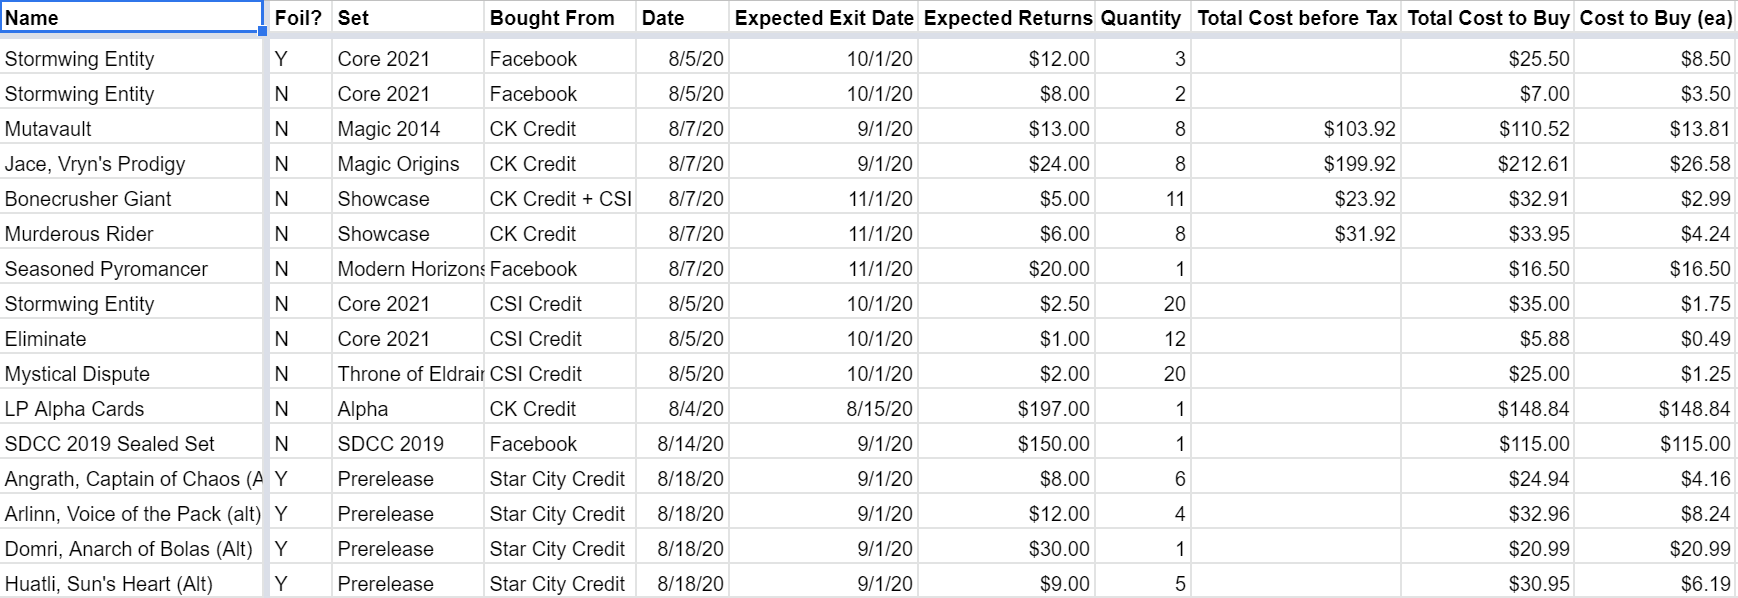 Name Foil? Set Bought From Date Expected Exit Date Expected Returns Quantity Total Cost before Tax Total Cost to Buy Cost to Buy (ea)
Stormwing Entity Y Core 2021 Facebook 8/5/20 10/1/20 $12.00 3 $25.50 $8.50
Stormwing Entity N Core 2021 Facebook 8/5/20 10/1/20 $8.00 2 $7.00 $3.50
Mutavault N Magic 2014 CK Credit 8/7/20 9/1/20 $13.00 8 $103.92 $110.52 $13.81
Jace, Vryn's Prodigy N Magic Origins CK Credit 8/7/20 9/1/20 $24.00 8 $199.92 $212.61 $26.58
Bonecrusher Giant N Showcase CK Credit + CSI 8/7/20 11/1/20 $5.00 11 $23.92 $32.91 $2.99
Murderous Rider N Showcase CK Credit 8/7/20 11/1/20 $6.00 8 $31.92 $33.95 $4.24
Seasoned Pyromancer N Modern Horizons Facebook 8/7/20 11/1/20 $20.00 1 $16.50 $16.50
Stormwing Entity N Core 2021 CSI Credit 8/5/20 10/1/20 $2.50 20 $35.00 $1.75
Eliminate N Core 2021 CSI Credit 8/5/20 10/1/20 $1.00 12 $5.88 $0.49
Mystical Dispute N Throne of Eldrair CSI Credit 8/5/20 10/1/20 $2.00 20 $25.00 $1.25
LP Alpha Cards N Alpha CK Credit 8/4/20 8/15/20 $197.00 1 $148.84 $148.84
SDCC 2019 Sealed Set N SDCC 2019 Facebook 8/14/20 9/1/20 $150.00 1 $115.00 $115.00
Angrath, Captain of Chaos (A Y Prerelease Star City Credit 8/18/20 9/1/20 $8.00 6 $24.94 $4.16
Arlinn, Voice of the Pack (alt) Y Prerelease Star City Credit 8/18/20 9/1/20 $12.00 4 $32.96 $8.24
Domri, Anarch of Bolas (Alt) Y Prerelease Star City Credit 8/18/20 9/1/20 $30.00 1 $20.99 $20.99
Huatli, Sun's Heart (Alt) Y Prerelease Star City Credit 8/18/20 9/1/20 $9.00 5 $30.95 $6.19